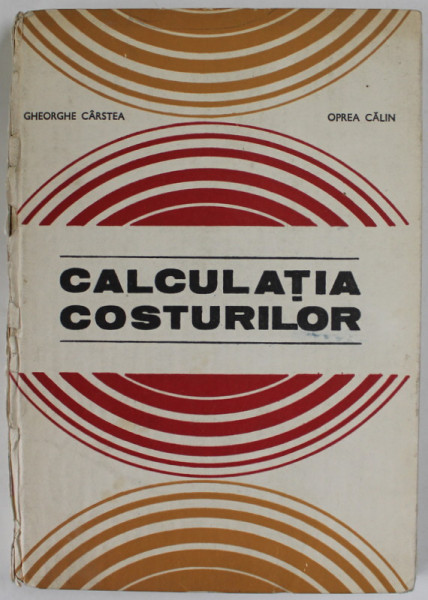 GHEORGHE CÂRSTEA
OPREA CĂLIN
CALCULAȚIA
COSTURILOR